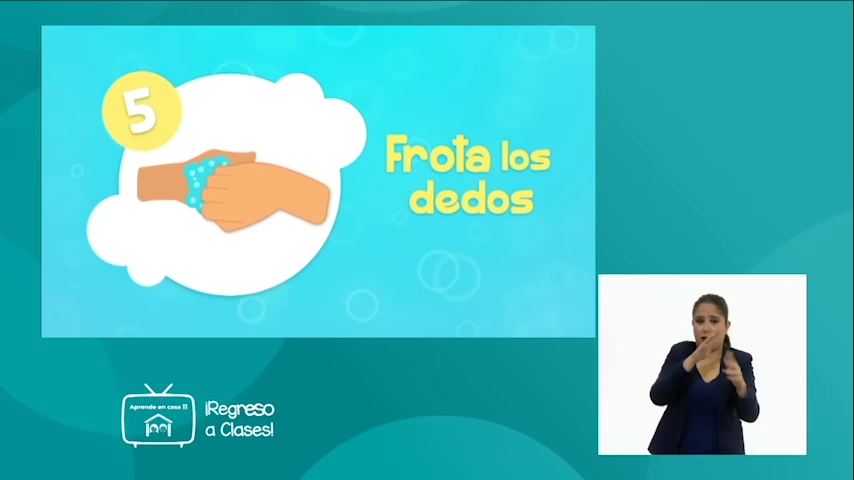 5
Frota los
dedos
Aprende en casa II
¡Regreso
a Clases!